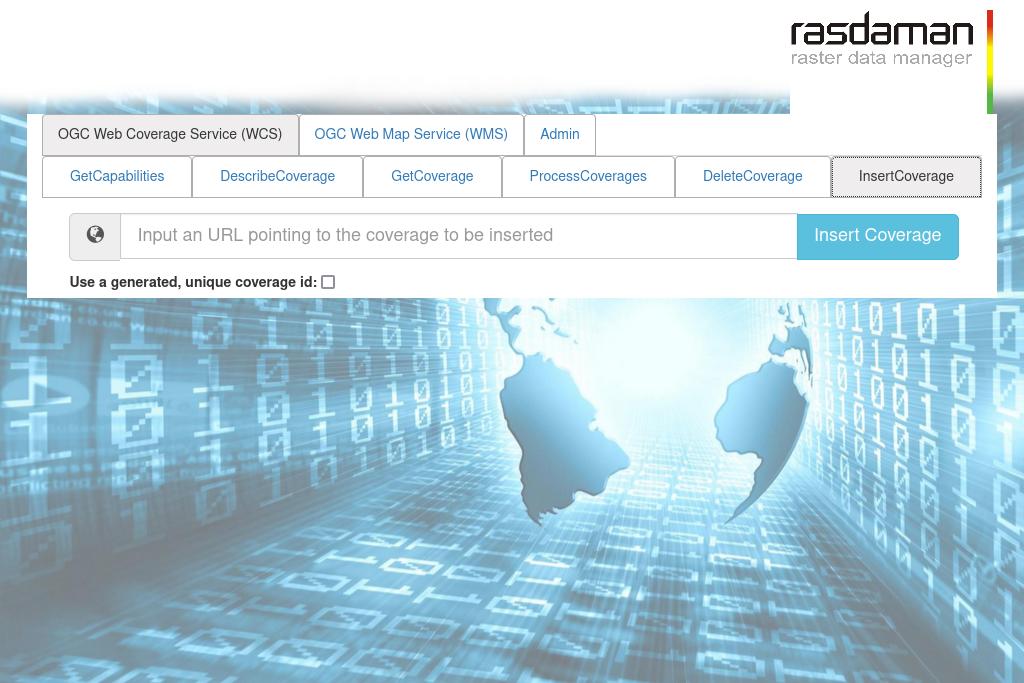 rasdaman
raster data manager
OGC Web Coverage Service (WCS) OGC Web Map Service (WMS) Admin
GetCapabilities DescribeCoverage GetCoverage ProcessCoverages DeleteCoverage InsertCoverage
Input an URL pointing to the coverage to be inserted Insert Coverage
Use a generated, unique coverage id: